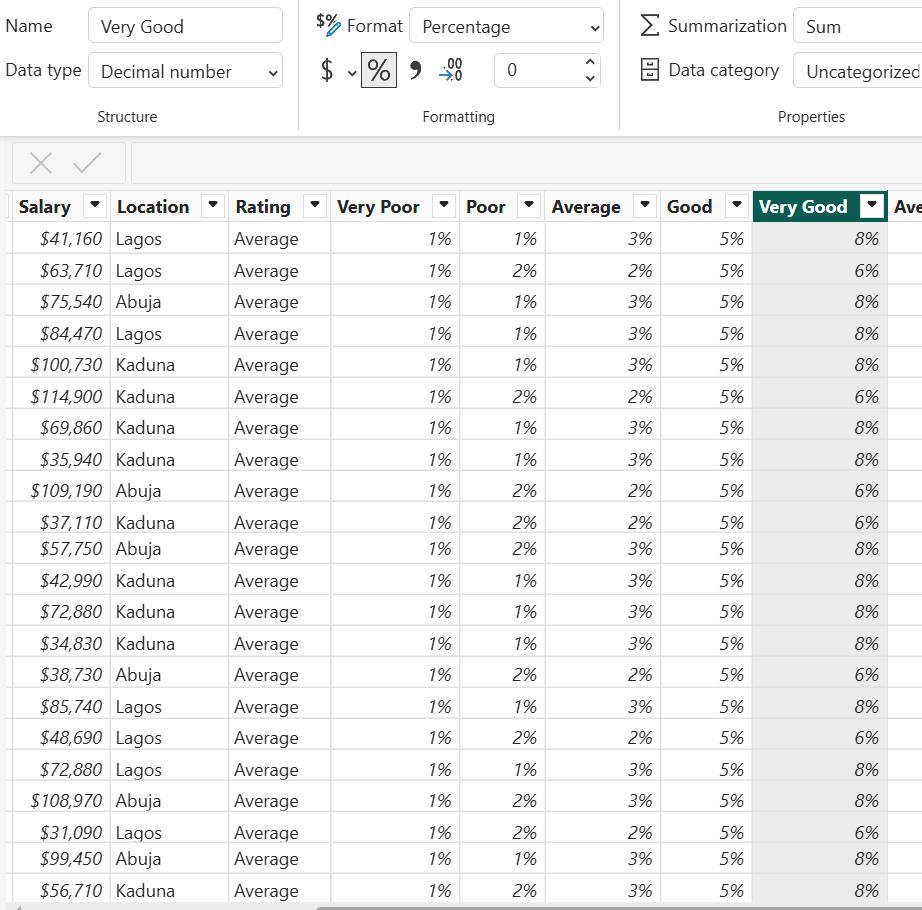 Name Very Good $% Format Percentage Σ Summarization Sum
Data type Decimal number $ % 9 .00 →.0 0 Data category Uncategorized
Structure Formatting Properties
Salary Location Rating Very Poor Poor Average Good Very Good Ave
$41,160 Lagos Average 1% 1% 3% 5% 8%
$63,710 Lagos Average 1% 2% 2% 5% 6%
$75,540 Abuja Average 1% 1% 3% 5% 8%
$84,470 Lagos Average 1% 1% 3% 5% 8%
$100,730 Kaduna Average 1% 1% 3% 5% 8%
$114,900 Kaduna Average 1% 2% 2% 5% 6%
$69,860 Kaduna Average 1% 1% 3% 5% 8%
$35,940 Kaduna Average 1% 1% 3% 5% 8%
$109,190 Abuja Average 1% 2% 2% 5% 6%
$37,110 Kaduna Average 1% 2% 2% 5% 6%
$57,750 Abuja Average 1% 2% 3% 5% 8%
$42,990 Kaduna Average 1% 1% 3% 5% 8%
$72,880 Kaduna Average 1% 1% 3% 5% 8%
$34,830 Kaduna Average 1% 1% 3% 5% 8%
$38,730 Abuja Average 1% 2% 2% 5% 6%
$85,740 Lagos Average 1% 1% 3% 5% 8%
$48,690 Lagos Average 1% 2% 2% 5% 6%
$72,880 Lagos Average 1% 1% 3% 5% 8%
$108,970 Abuja Average 1% 2% 3% 5% 8%
$31,090 Lagos Average 1% 2% 2% 5% 6%
$99,450 Abuja Average 1% 1% 3% 5% 8%
$56,710 Kaduna Average 1% 2% 3% 5% 8%